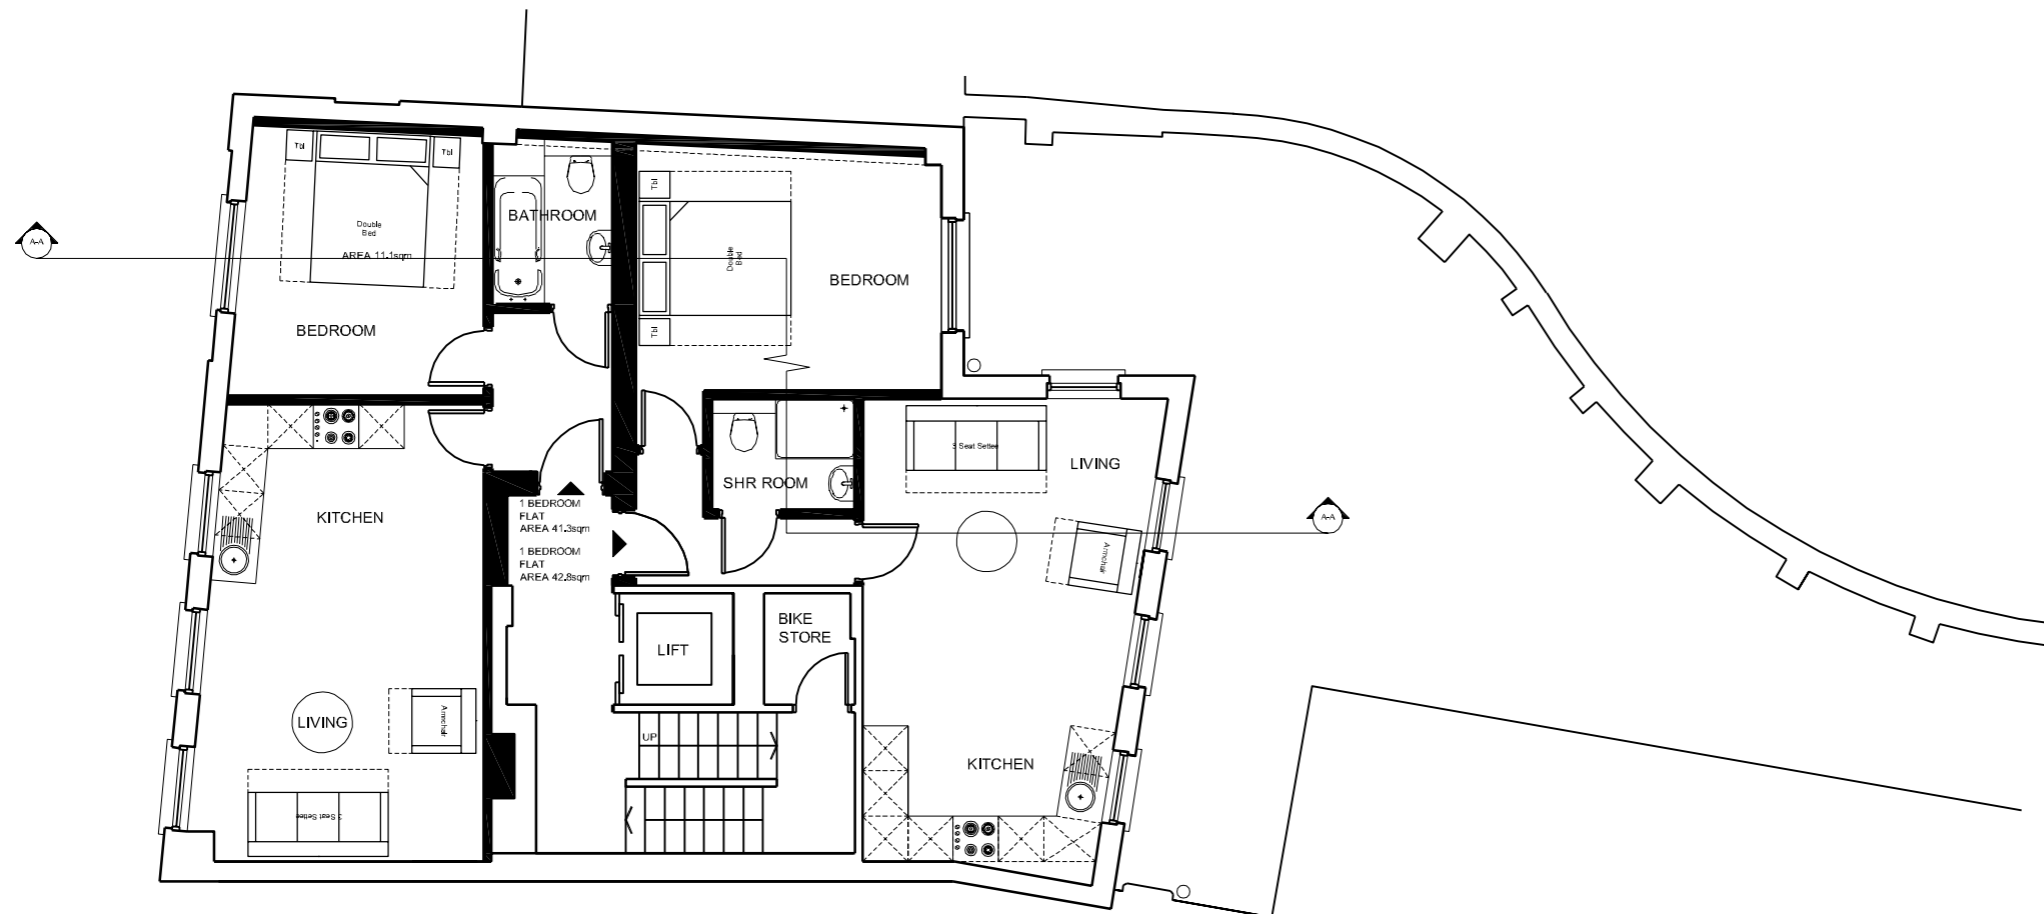 Tbl
Tbl
Double
Bed
AREA 11.1sqm
BEDROOM
BATHROOM
Tbl
Double
Bed
Tbl
BEDROOM
A-A
KITCHEN
1 BEDROOM
FLAT
AREA 41.3sqm
1 BEDROOM
FLAT
AREA 42.8sqm
SHR ROOM
3 Seat Settee
LIVING
Armchair
A-A
LIFT
BIKE
STORE
LIVING
Armchair
3 Seat Settee
UP
KITCHEN